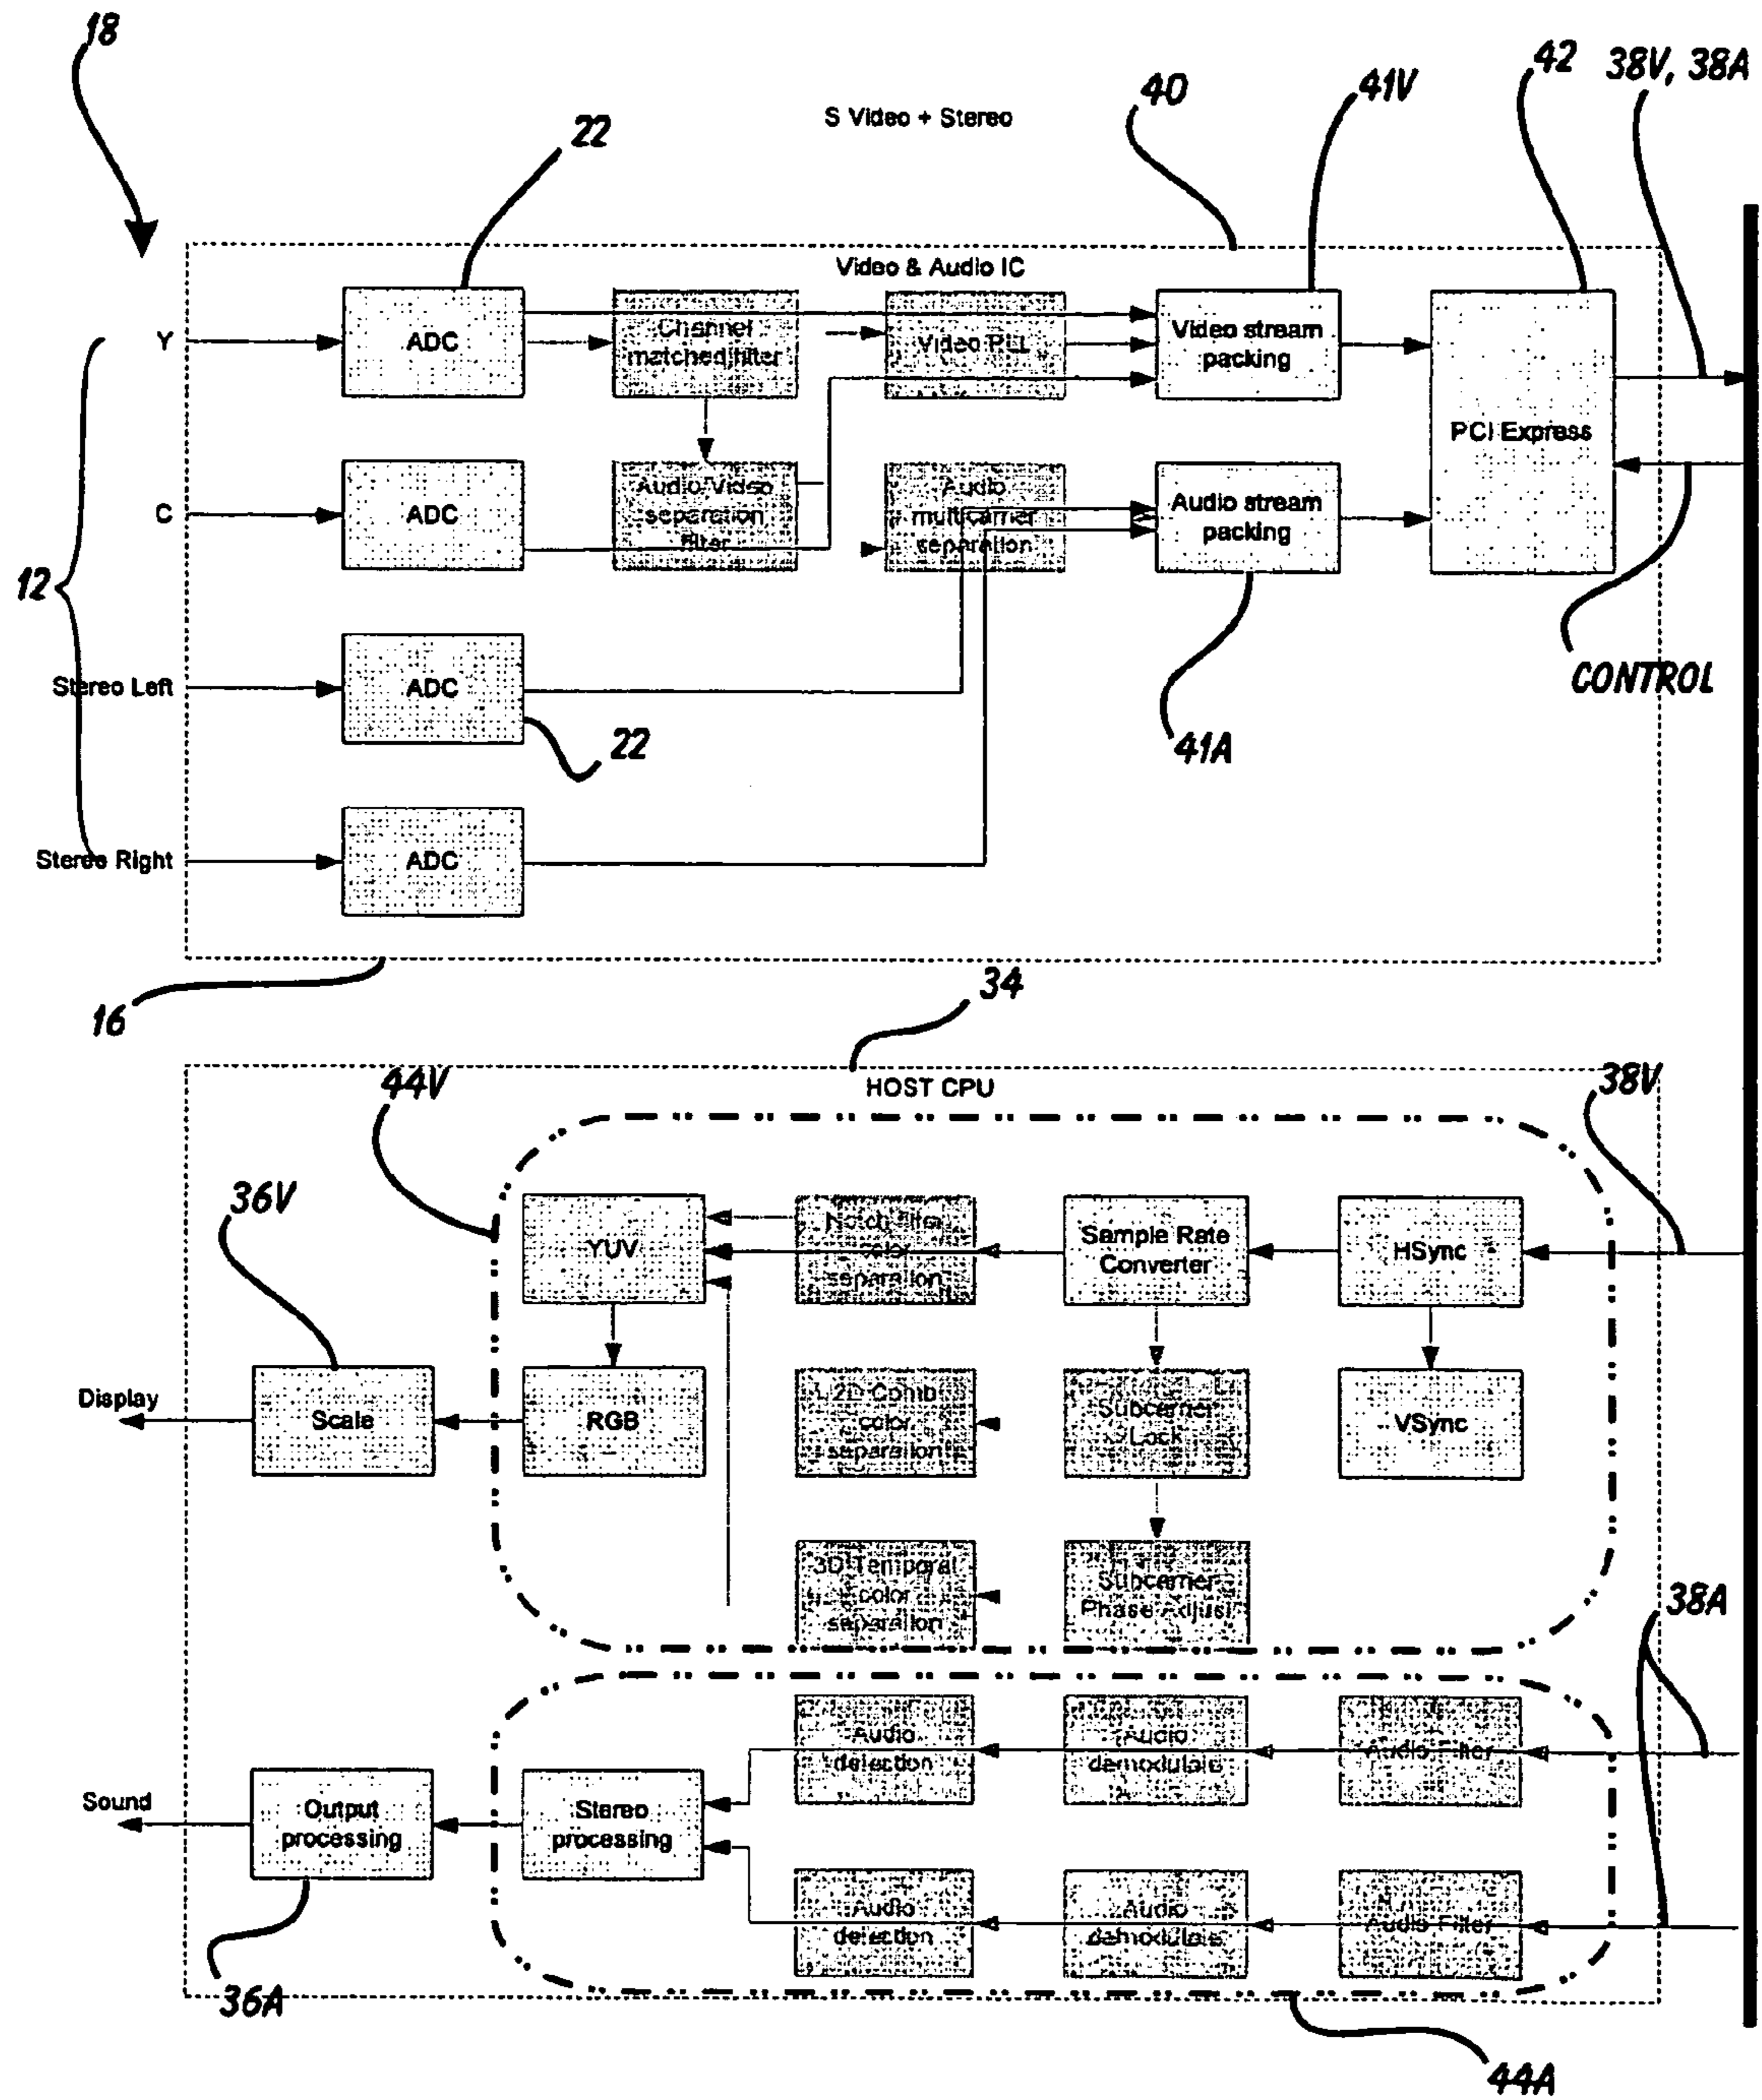 18
S Video + Stereo
40
41V
42
38V, 38A
22
Video & Audio IC
Y
ADC
Channel
matched filter
Video PLL
Video stream
packing
PCI Express
C
ADC
Audio/Video
separation
filter
Audio
multicarrier
separation
Audio stream
packing
12
CONTROL
Stereo Left
ADC
22
41A
Stereo Right
ADC
16
34
44V
HOST CPU
38V
36V
YUV
Notch filter
color
separation
Sample Rate
Converter
HSync
Display
Scale
RGB
2D Comb
color
separation
Subcarrier
Lock
VSync
3D Temporal
color
separation
Subcarrier
Phase Adjust
38A
Audio
detection
Audio
demodulate
Audio Filter
Sound
Output
processing
Stereo
processing
Audio
detection
Audio
demodulate
Audio Filter
36A
44A